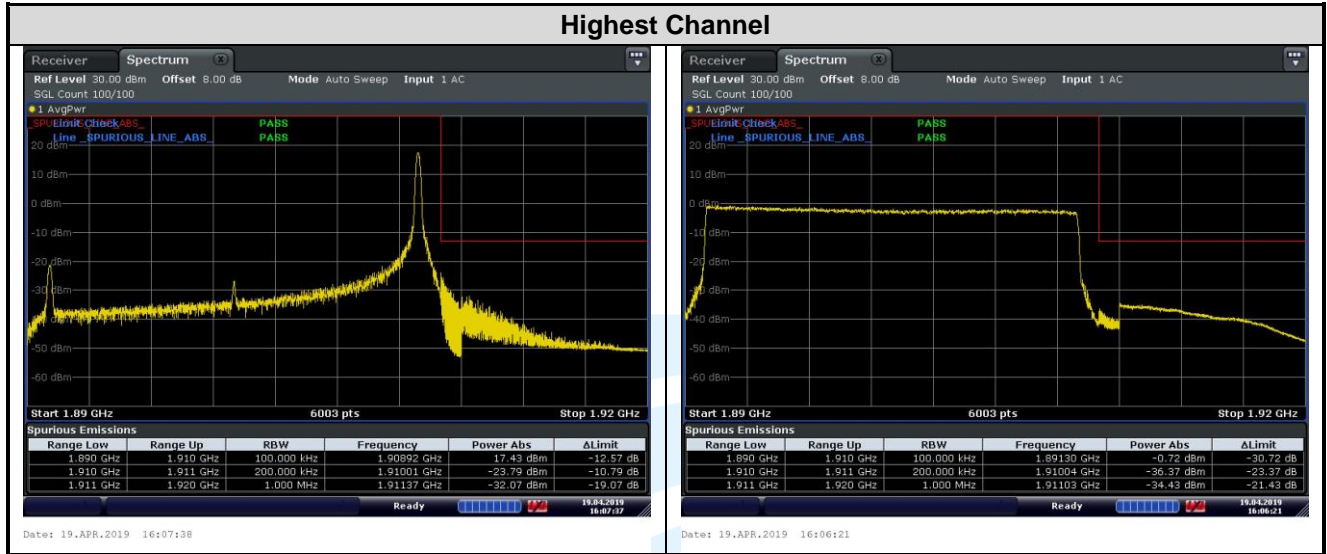 Highest Channel
Receiver Spectrum
Ref Level 30.00 dBm Offset 8.00 dB Mode Auto Sweep Input 1 AC
SGL Count 100/100
1 AvgPwr
Limit Check PASS
Line _SPURIOUS_LINE_ABS_ PASS
20 dBm
10 dBm
0 dBm
-10 dBm
-20 dBm
-30 dBm
-40 dBm
-50 dBm
-60 dBm
Start 1.89 GHz 6003 pts Stop 1.92 GHz
Spurious Emissions
Range Low Range Up RBW Frequency Power Abs ΔLimit
1.890 GHz 1.910 GHz 100.000 kHz 1.90892 GHz 17.43 dBm -12.57 dB
1.910 GHz 1.911 GHz 200.000 kHz 1.91001 GHz -23.79 dBm -10.79 dB
1.911 GHz 1.920 GHz 1.000 MHz 1.91137 GHz -32.07 dBm -19.07 dB
Ready 19.04.2019
16:07:37
Date: 19.APR.2019 16:07:38
Receiver Spectrum
Ref Level 30.00 dBm Offset 8.00 dB Mode Auto Sweep Input 1 AC
SGL Count 100/100
1 AvgPwr
Limit Check PASS
Line _SPURIOUS_LINE_ABS_ PASS
20 dBm
10 dBm
0 dBm
-10 dBm
-20 dBm
-30 dBm
-40 dBm
-50 dBm
-60 dBm
Start 1.89 GHz 6003 pts Stop 1.92 GHz
Spurious Emissions
Range Low Range Up RBW Frequency Power Abs ΔLimit
1.890 GHz 1.910 GHz 100.000 kHz 1.89130 GHz -0.72 dBm -30.72 dB
1.910 GHz 1.911 GHz 200.000 kHz 1.91004 GHz -36.37 dBm -23.37 dB
1.911 GHz 1.920 GHz 1.000 MHz 1.91103 GHz -34.43 dBm -21.43 dB
Ready 19.04.2019
16:06:21
Date: 19.APR.2019 16:06:21